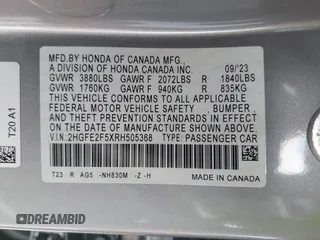 MFD. BY HONDA OF CANADA MFG.,
A DIVISION OF HONDA CANADA INC. 09/'23
GVWR 3880LBS GAWR F 2072LBS R 1840LBS
GVWR 1760KG GAWR F 940KG R 835KG
THIS VEHICLE CONFORMS TO ALL APPLICABLE
FEDERAL MOTOR VEHICLE SAFETY , BUMPER ,
AND THEFT PREVENTION STANDARDS IN EFFECT
ON THE DATE OF MANUFACTURE SHOWN ABOVE.
V.I.N: 2HGFE2F5XRH505368 TYPE: PASSENGER CAR
T23 R AG5 -NH830M -Z -H
MADE IN CANADA
T20 A1
DREAMBID